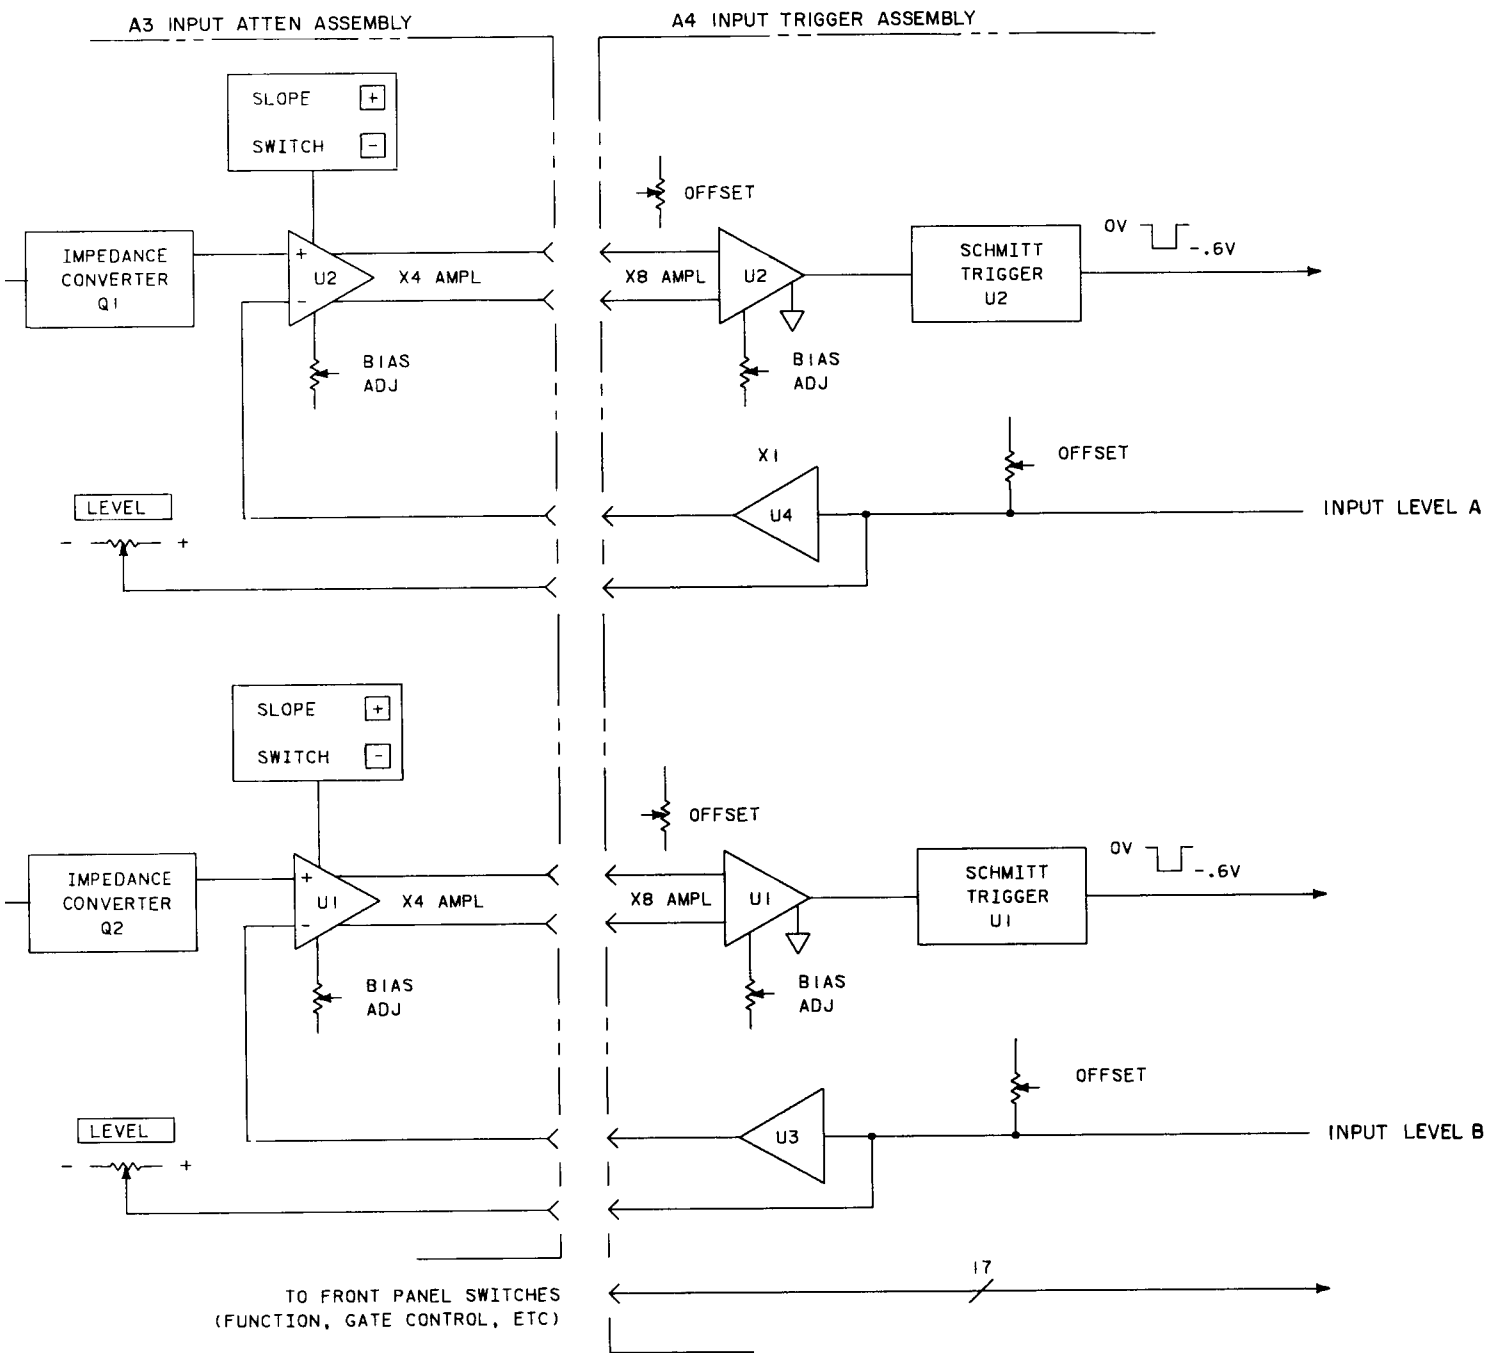 A3 INPUT ATTEN ASSEMBLY
A4 INPUT TRIGGER ASSEMBLY
SLOPE +
SWITCH -
OFFSET
IMPEDANCE
CONVERTER
Q1
+
-
U2
X4 AMPL
X8 AMPL
U2
SCHMITT
TRIGGER
U2
0V
-.6V
BIAS
ADJ
BIAS
ADJ
X1
OFFSET
LEVEL
- +
U4
INPUT LEVEL A
SLOPE +
SWITCH -
OFFSET
IMPEDANCE
CONVERTER
Q2
+
-
U1
X4 AMPL
X8 AMPL
U1
SCHMITT
TRIGGER
U1
0V
-.6V
BIAS
ADJ
BIAS
ADJ
OFFSET
LEVEL
- +
U3
INPUT LEVEL B
TO FRONT PANEL SWITCHES
(FUNCTION, GATE CONTROL, ETC)
17